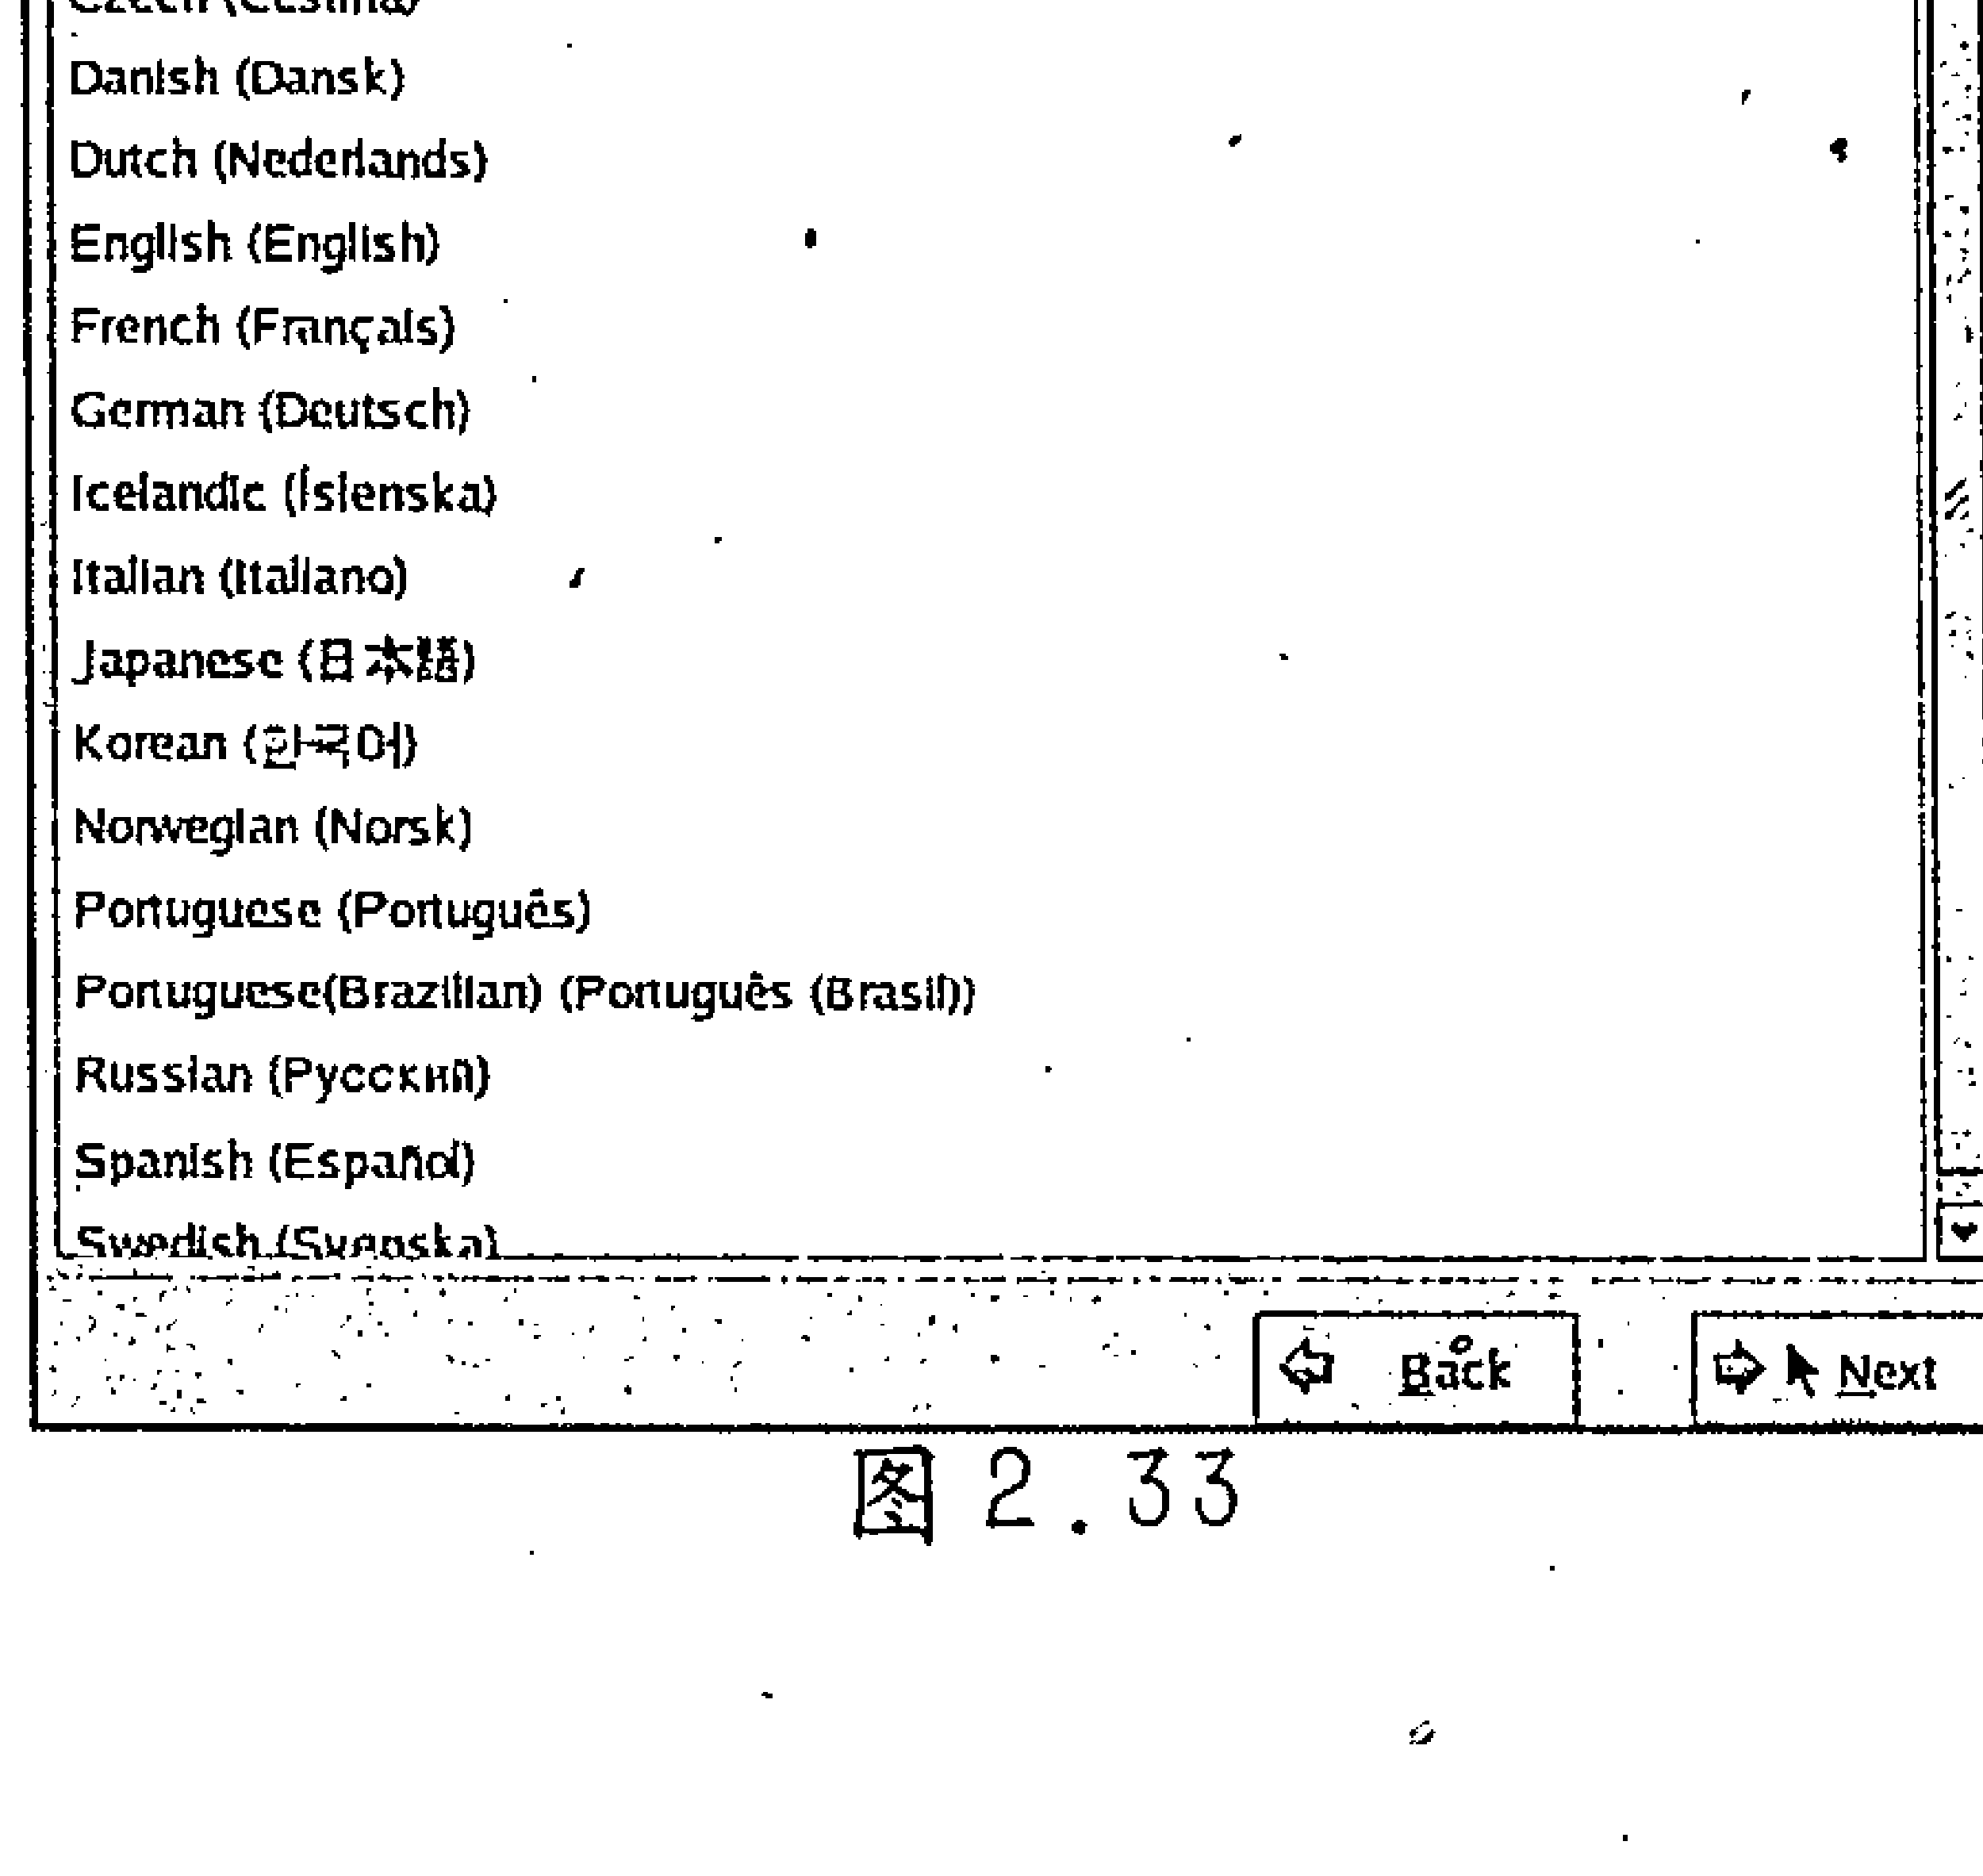 Czech (Čeština)
Danish (Dansk)
Dutch (Nederlands)
English (English)
French (Français)
German (Deutsch)
Icelandic (Íslenska)
Italian (Italiano)
Japanese (日本語)
Korean (한국어)
Norwegian (Norsk)
Portuguese (Português)
Portuguese(Brazilian) (Português (Brasil))
Russian (Русский)
Spanish (Español)
Swedish (Svenska)
Back
Next
图 2.33